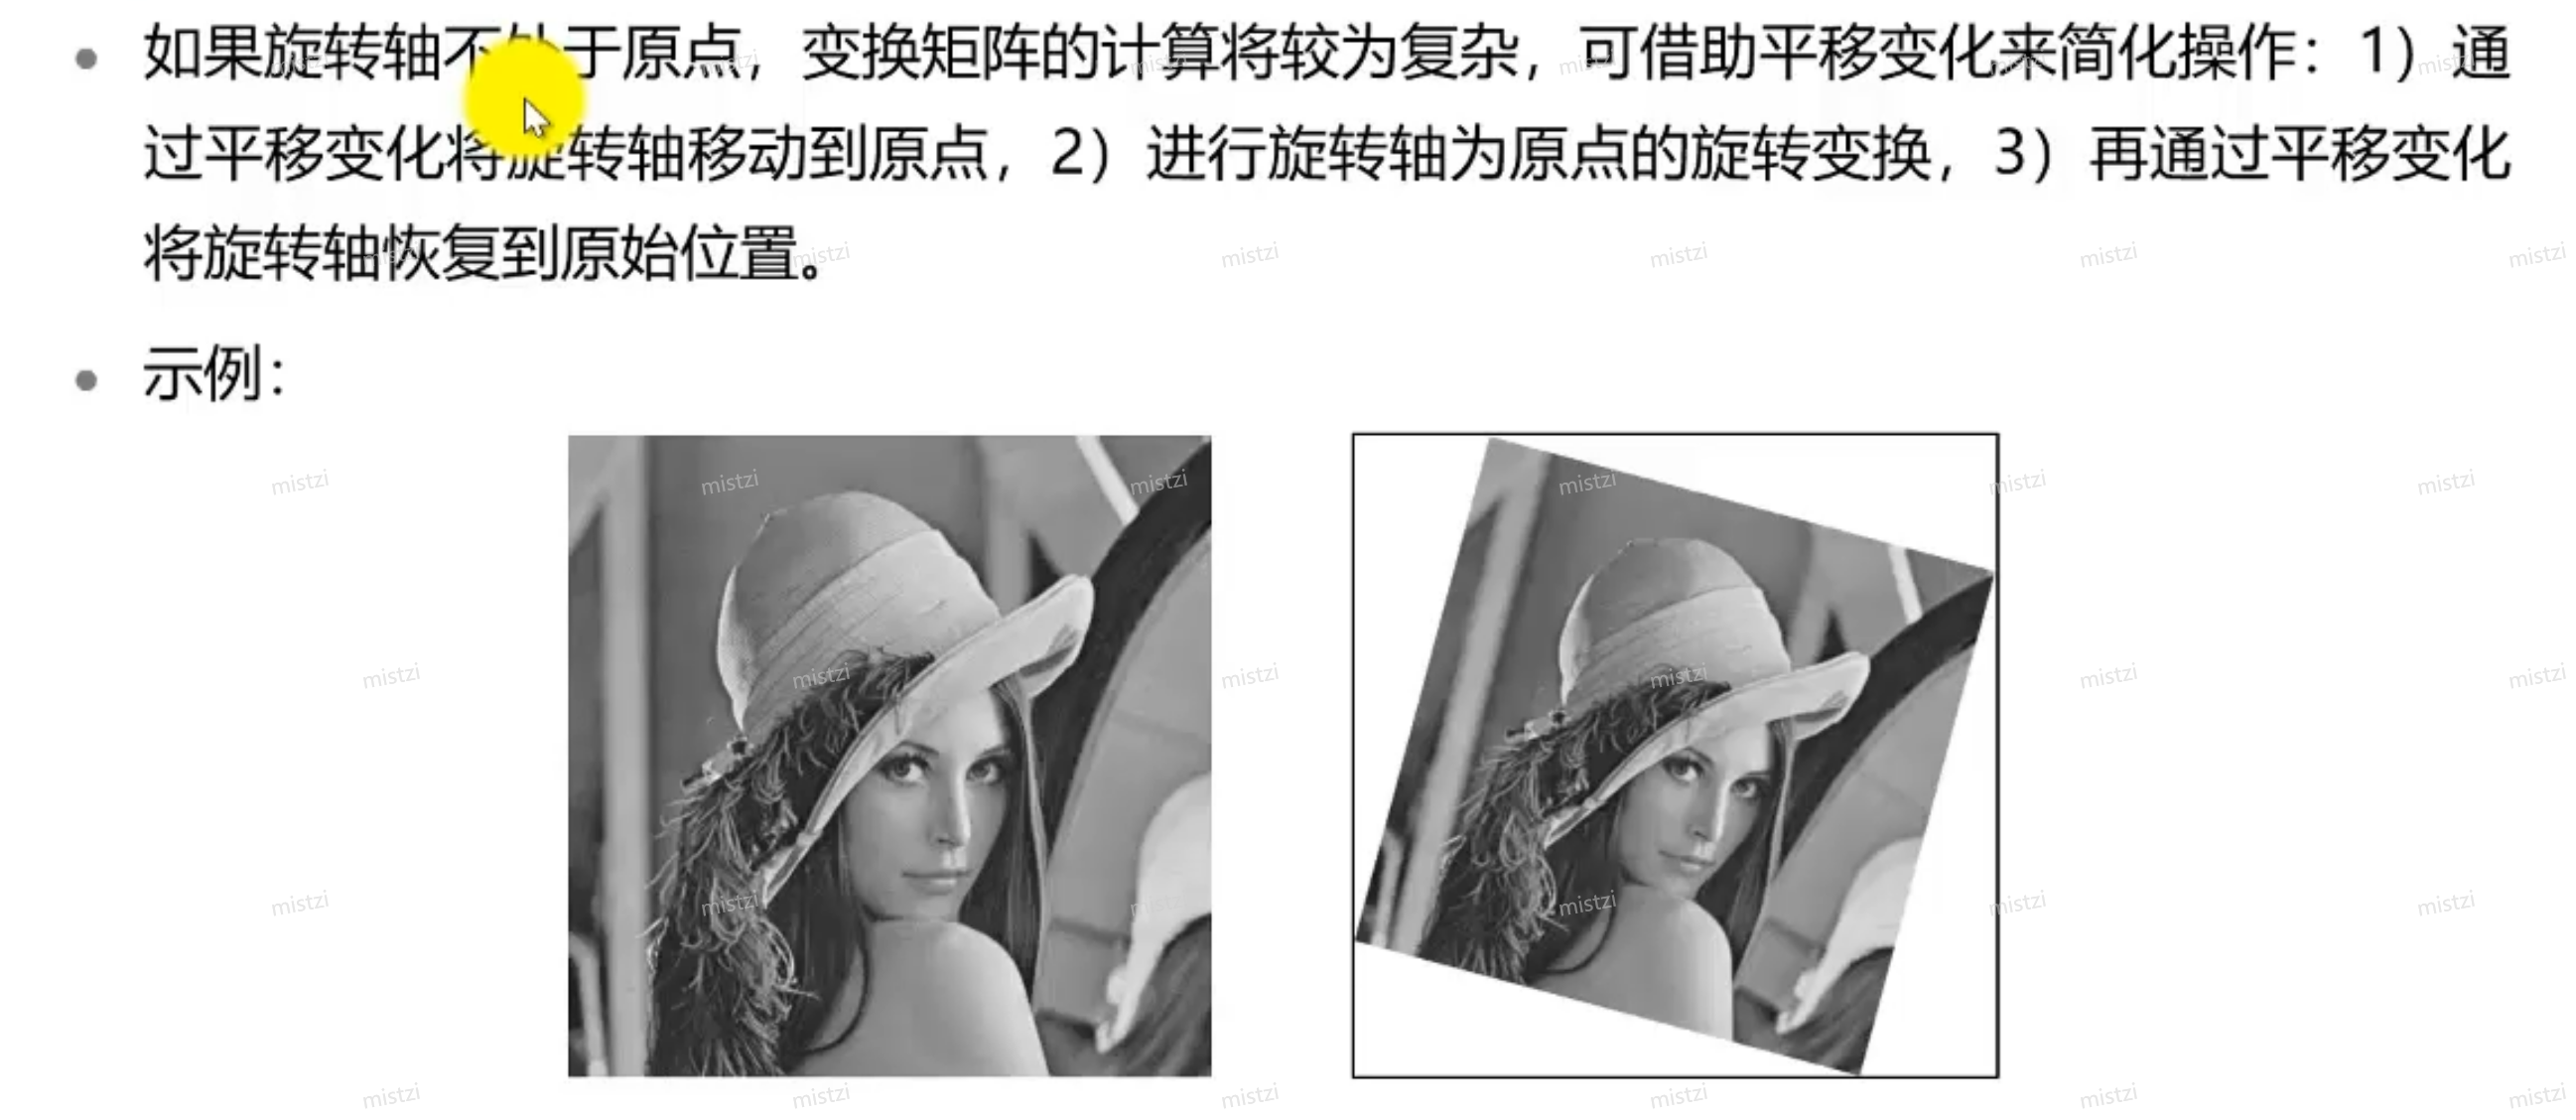 如果旋转轴不处于原点，变换矩阵的计算将较为复杂，可借助平移变化来简化操作：1）通
过平移变化将旋转轴移动到原点，2）进行旋转轴为原点的旋转变换，3）再通过平移变化
将旋转轴恢复到原始位置。
示例：
mistzi